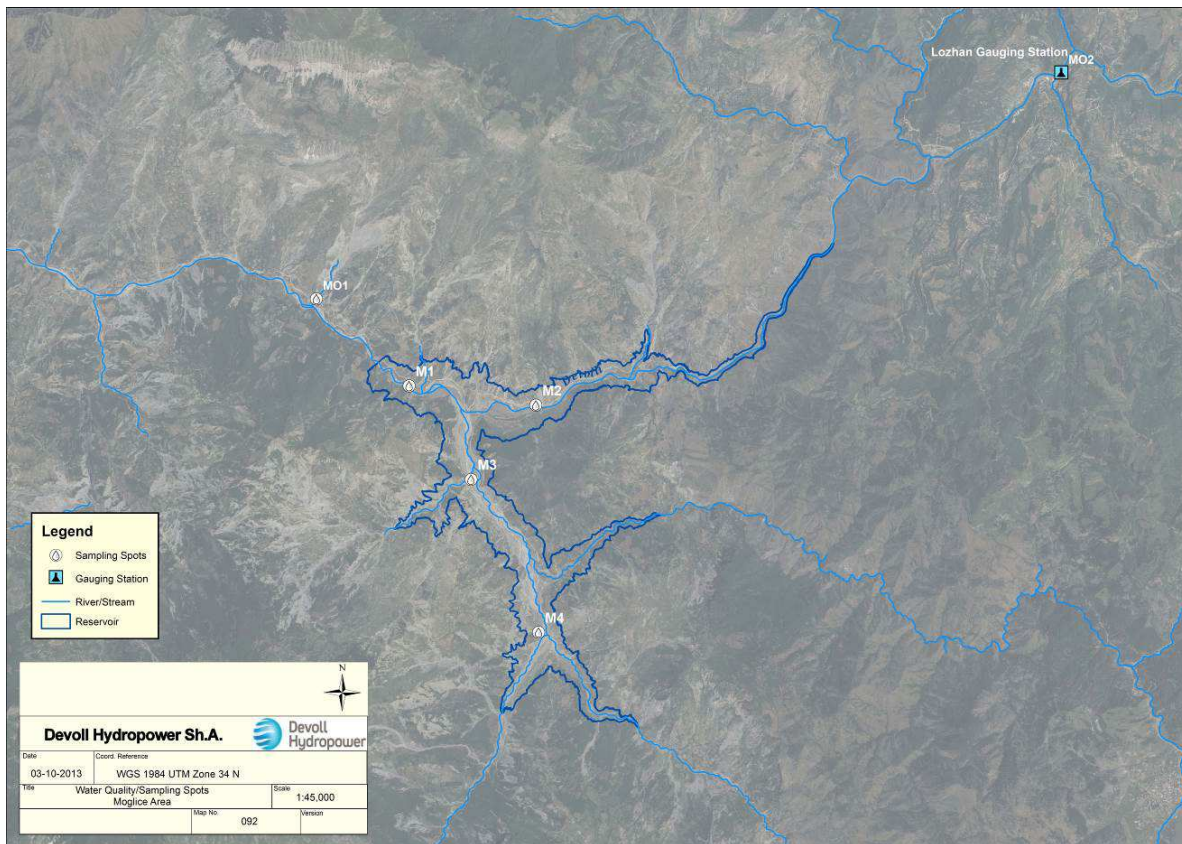 Lozhan Gauging Station
MO2
MO1
M1
M2
M3
M4
Legend
Sampling Spots
Gauging Station
River/Stream
Reservoir
N
Devoll Hydropower Sh.A.
Devoll
Hydropower
Date
03-10-2013
Coord. Reference
WGS 1984 UTM Zone 34 N
Title
Water Quality/Sampling Spots
Moglice Area
Scale
1:45,000
Map No.
092
Version